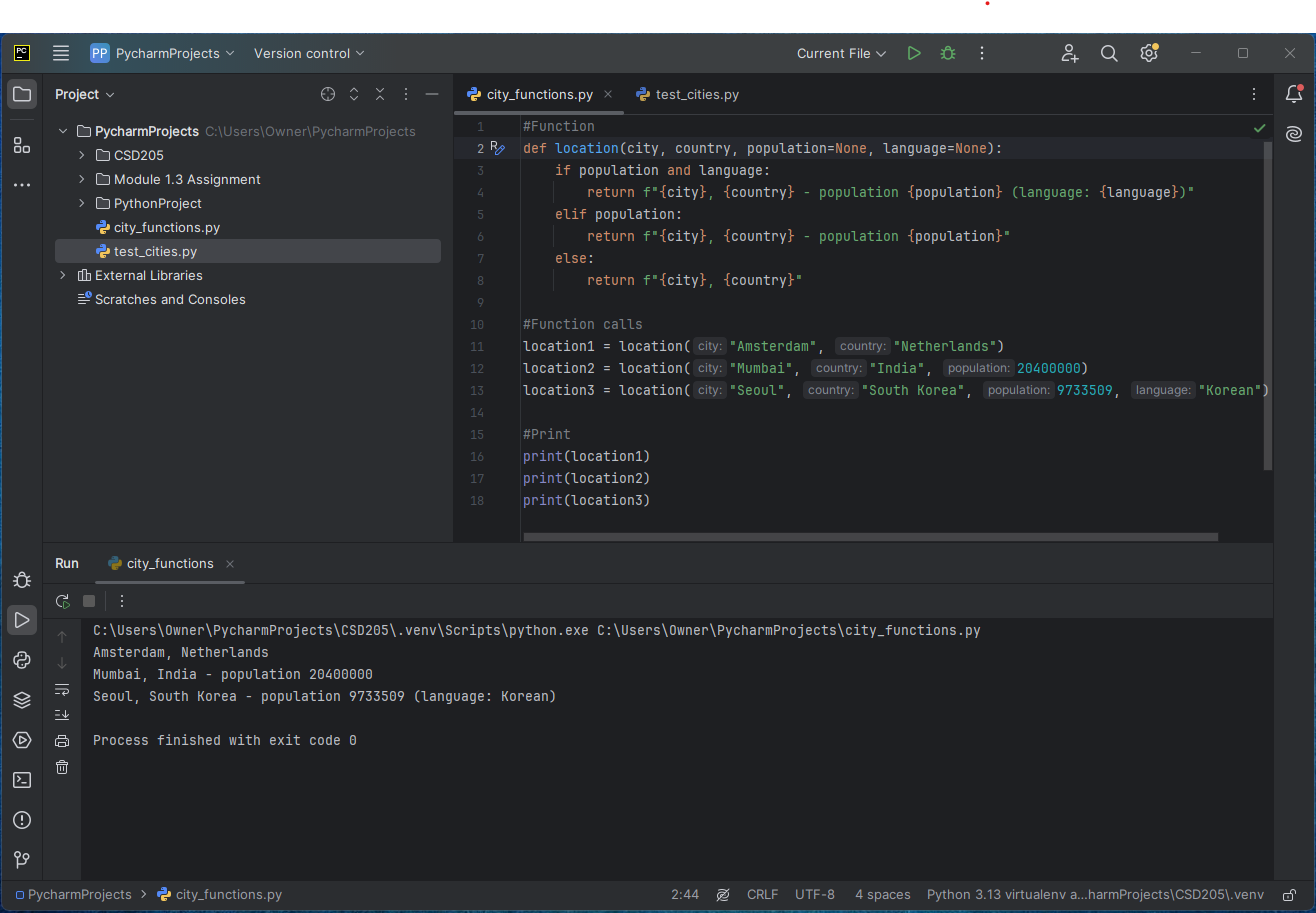 PC
PP PycharmProjects Version control Current File
Project
city_functions.py test_cities.py
PycharmProjects C:\Users\Owner\PycharmProjects
CSD205
Module 1.3 Assignment
PythonProject
city_functions.py
test_cities.py
External Libraries
Scratches and Consoles
1 #Function
2 def location(city, country, population=None, language=None):
3 if population and language:
4 return f"{city}, {country} - population {population} (language: {language})"
5 elif population:
6 return f"{city}, {country} - population {population}"
7 else:
8 return f"{city}, {country}"
9
10 #Function calls
11 location1 = location( city: "Amsterdam", country: "Netherlands")
12 location2 = location( city: "Mumbai", country: "India", population: 20400000)
13 location3 = location( city: "Seoul", country: "South Korea", population: 9733509, language: "Korean")
14
15 #Print
16 print(location1)
17 print(location2)
18 print(location3)
Run city_functions
C:\Users\Owner\PycharmProjects\CSD205\.venv\Scripts\python.exe C:\Users\Owner\PycharmProjects\city_functions.py
Amsterdam, Netherlands
Mumbai, India - population 20400000
Seoul, South Korea - population 9733509 (language: Korean)
Process finished with exit code 0
PycharmProjects > city_functions.py 2:44 CRLF UTF-8 4 spaces Python 3.13 virtualenv a...harmProjects\CSD205\.venv